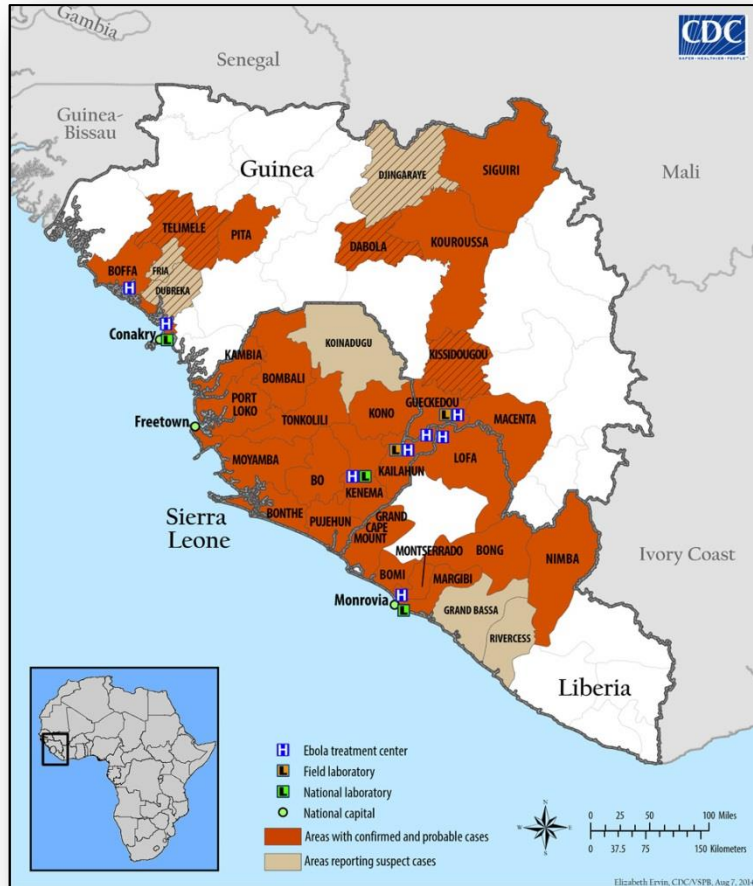 Gambia
CDC
SAFER • HEALTHIER • PEOPLE™
Senegal
Guinea-
Bissau
Guinea
DJINGARAYE
SIGUIRI
Mali
TELIMELE
PITA
DABOLA
KOUROUSSA
BOFFA
FRIA
DUBREKA
Conakry
KOINADUGU
KISSIDOUGOU
KAMBIA
BOMBALI
GUECKEDOU
MACENTA
PORT
LOKO
KONO
TONKOLILI
Freetown
MOYAMBA
LOFA
KAILAHUN
BO
KENEMA
Sierra
Leone
BONTHE
PUJEHUN
GRAND
CAPE
MOUNT
MONTSERRADO
BONG
NIMBA
Ivory Coast
BOMI
MARGIBI
Monrovia
GRAND BASSA
RIVERCESS
Liberia
H Ebola treatment center
L Field laboratory
L National laboratory
National capital
Areas with confirmed and probable cases
Areas reporting suspect cases
N
W E
S
0 25 50 100 Miles
0 37.5 75 150 Kilometers
Elizabeth Ervin, CDC/VSPB, Aug 7, 201